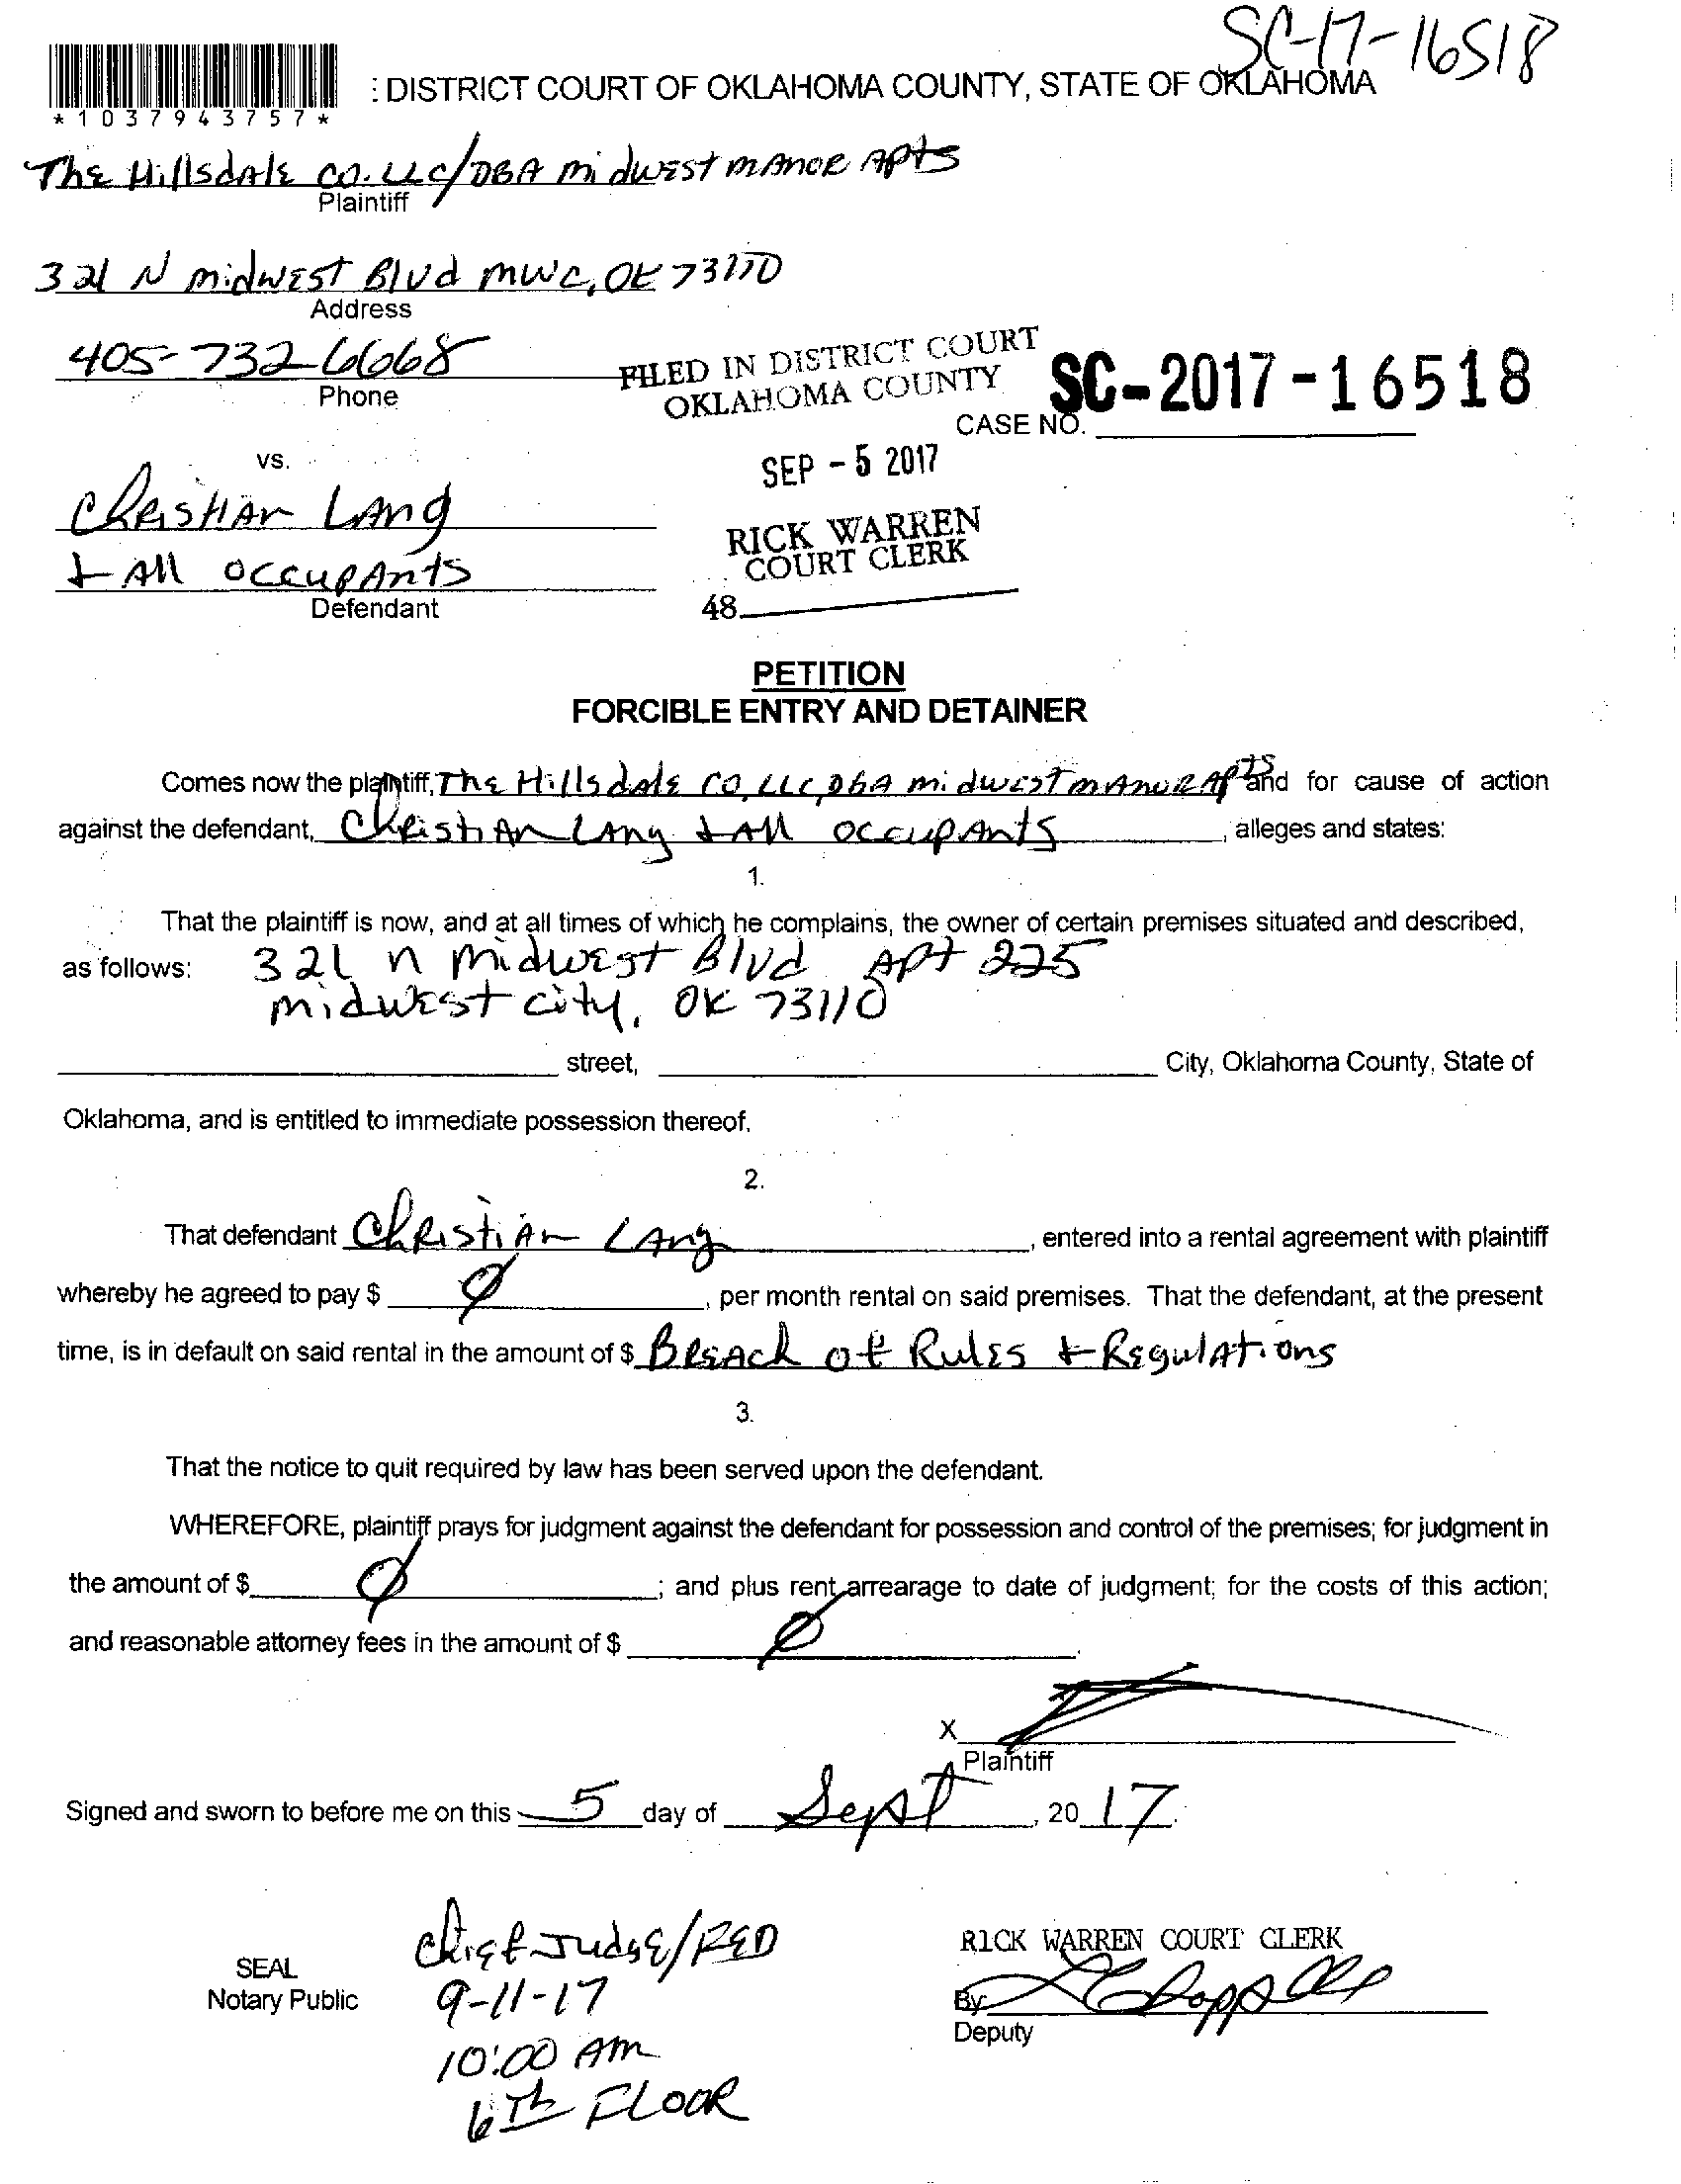 SC-17-16518
: DISTRICT COURT OF OKLAHOMA COUNTY, STATE OF OKLAHOMA
*1037943757*
The Hillsdale CO. LLC/DBA midwest manor Apts
Plaintiff
321 N midwest Blvd MWC, OK 73110
Address
405-732-6668
Phone
FILED IN DISTRICT COURT
OKLAHOMA COUNTY
SC-2017-16518
CASE NO.
SEP - 5 2017
vs.
Christian Lang
RICK WARREN
COURT CLERK
+ All occupants
Defendant
48
PETITION
FORCIBLE ENTRY AND DETAINER
Comes now the plaintiff, The Hillsdale CO, LLC, DBA midwest manor Apts and for cause of action
against the defendant, Christian Lang + All occupants, alleges and states:
1.
That the plaintiff is now, and at all times of which he complains, the owner of certain premises situated and described,
as follows: 321 n midwest Blvd Apt 225
midwest city, OK 73110
street, City, Oklahoma County, State of
Oklahoma, and is entitled to immediate possession thereof.
2.
That defendant Christian Lang, entered into a rental agreement with plaintiff
whereby he agreed to pay $ Ø, per month rental on said premises. That the defendant, at the present
time, is in default on said rental in the amount of $ Breach of Rules + Regulations
3.
That the notice to quit required by law has been served upon the defendant.
WHEREFORE, plaintiff prays for judgment against the defendant for possession and control of the premises; for judgment in
the amount of $ Ø; and plus rent arrearage to date of judgment; for the costs of this action;
and reasonable attorney fees in the amount of $ Ø.
X
Plaintiff
Signed and sworn to before me on this 5 day of Sept, 20 17.
Chief Judge/FED
RICK WARREN COURT CLERK
SEAL
Notary Public
9-11-17
By
Deputy
10:00 AM
6th FLOOR